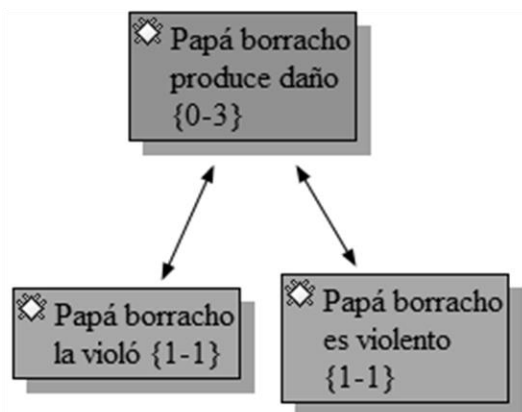 Papá borracho
produce daño
{0-3}
Papá borracho
la violó {1-1}
Papá borracho
es violento
{1-1}